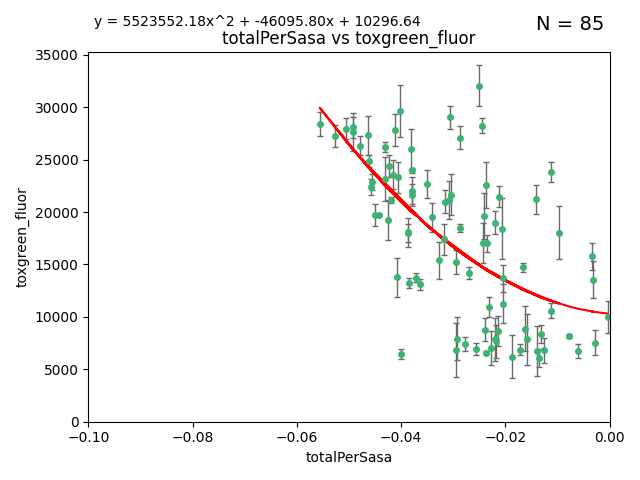 y = 5523552.18x^2 + -46095.80x + 10296.64
N = 85
totalPerSasa vs toxgreen_fluor
toxgreen_fluor
35000
30000
25000
20000
15000
10000
5000
0
−0.10
−0.08
−0.06
−0.04
−0.02
0.00
totalPerSasa